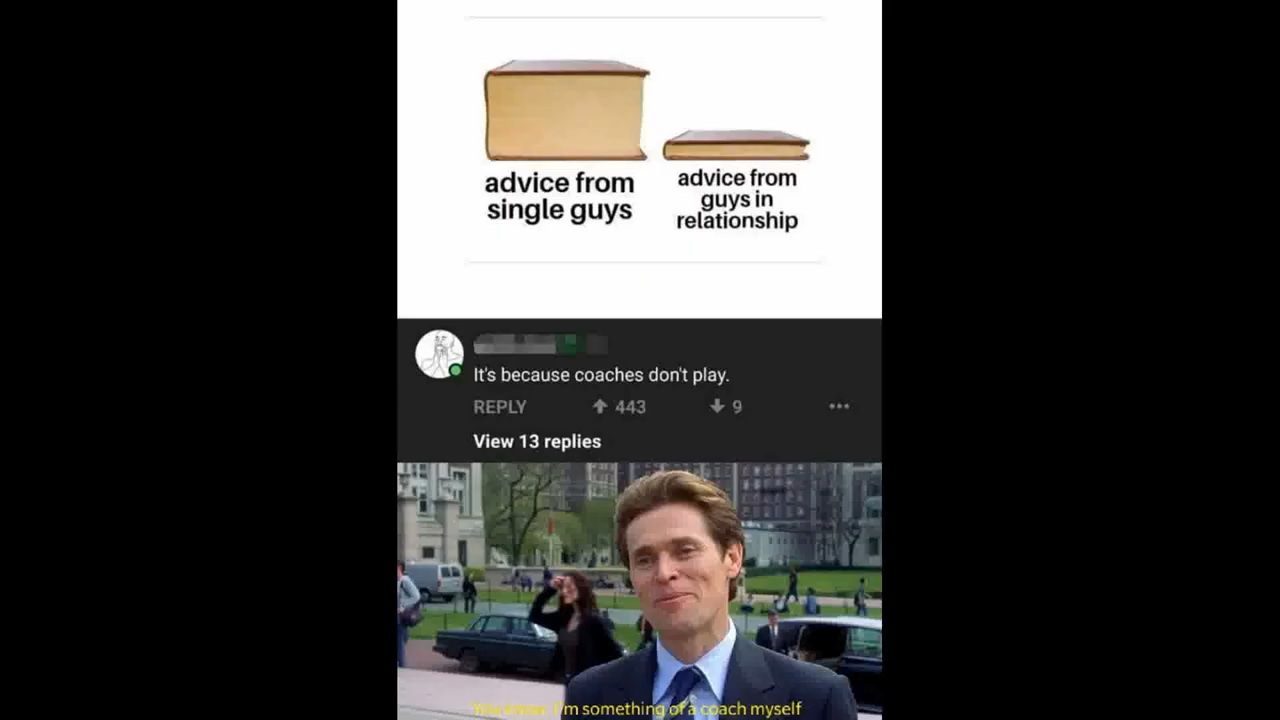 advice from
single guys
advice from
guys in
relationship
It's because coaches don't play.
REPLY 443 9
View 13 replies
You know, I'm something of a coach myself